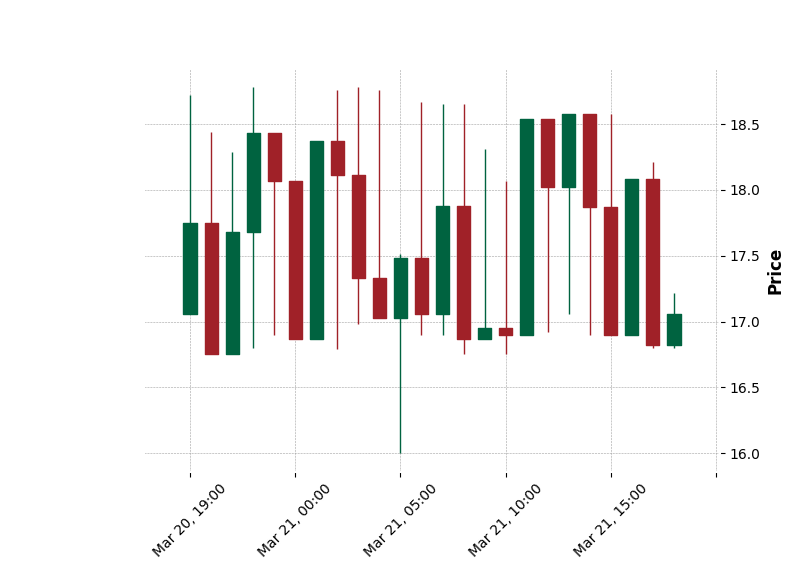 18.5
18.0
17.5
17.0
16.5
16.0
Price
Mar 20, 19:00
Mar 21, 00:00
Mar 21, 05:00
Mar 21, 10:00
Mar 21, 15:00